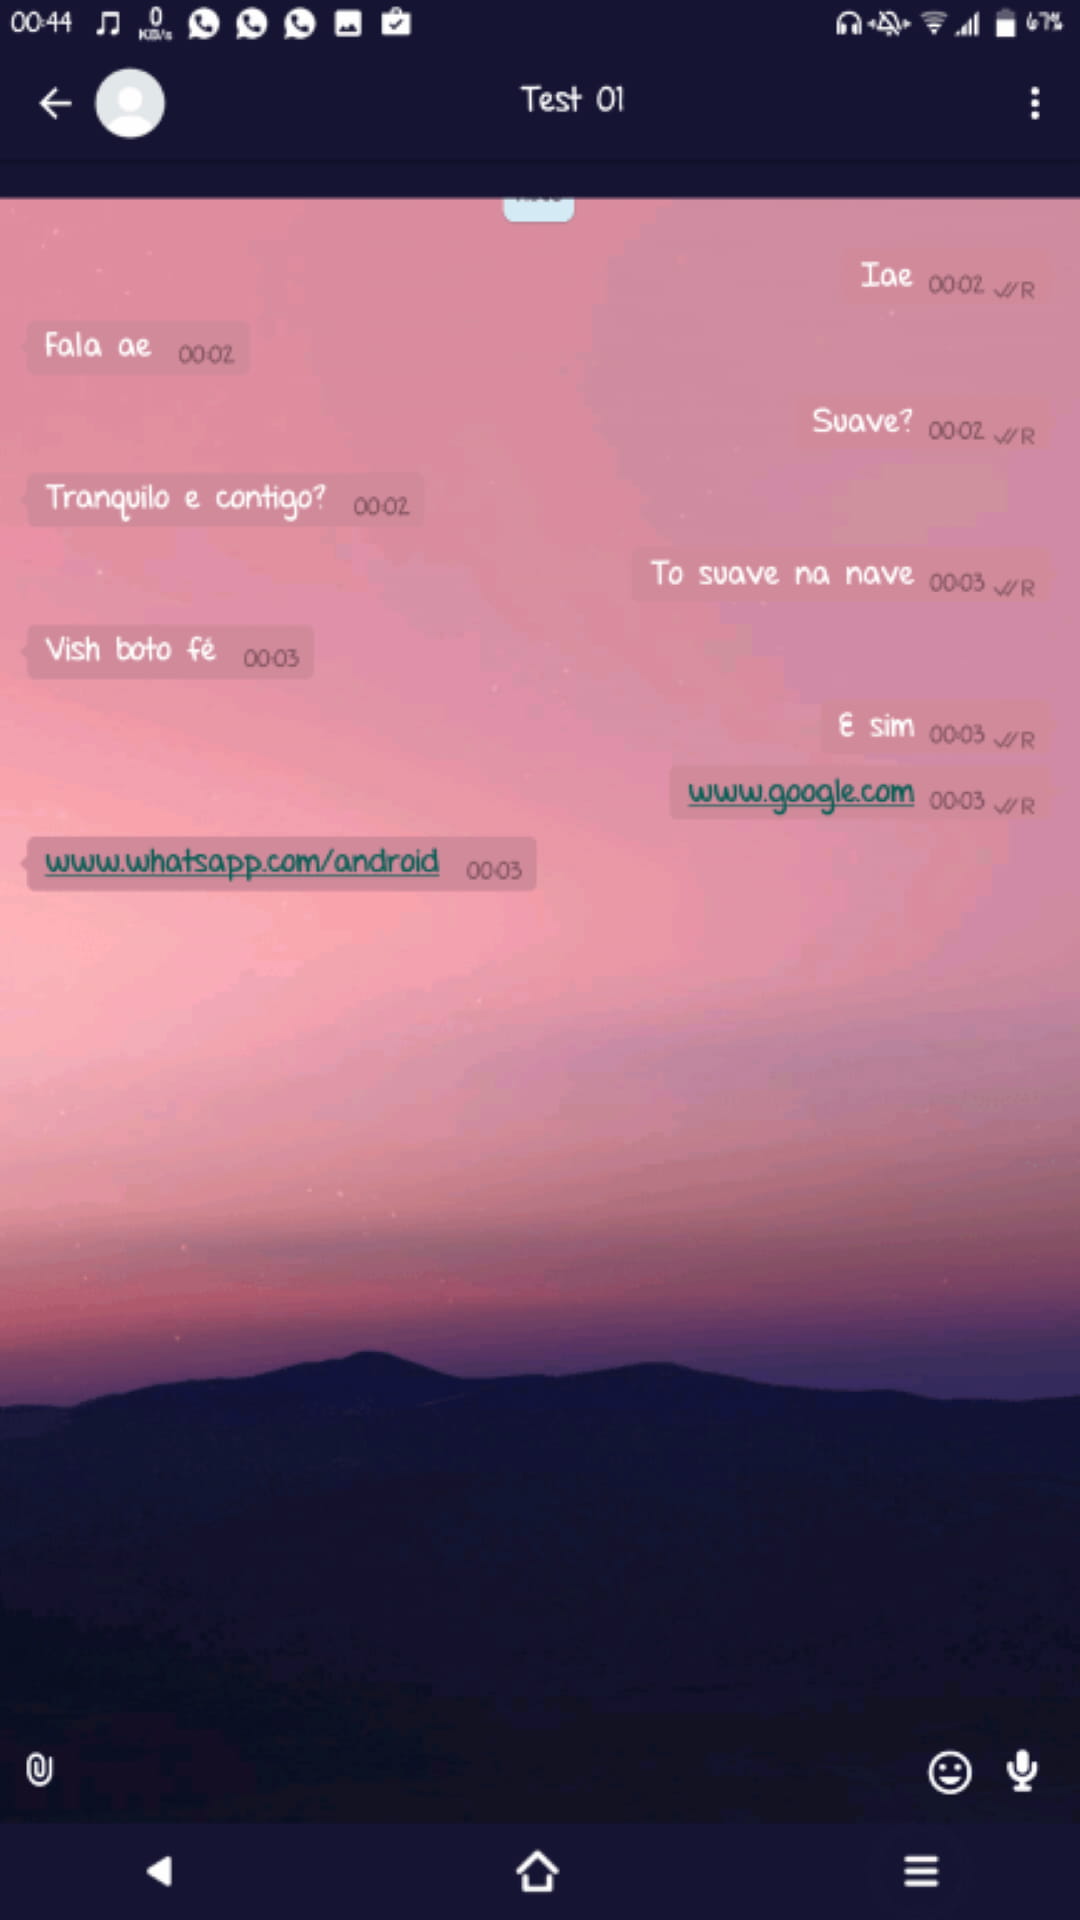 00:44 0 KB/s 67%
Test 01
Iae 00:02 R
Fala ae 00:02
Suave? 00:02 R
Tranquilo e contigo? 00:02
To suave na nave 00:03 R
Vish boto fé 00:03
E sim 00:03 R
www.google.com 00:03 R
www.whatsapp.com/android 00:03